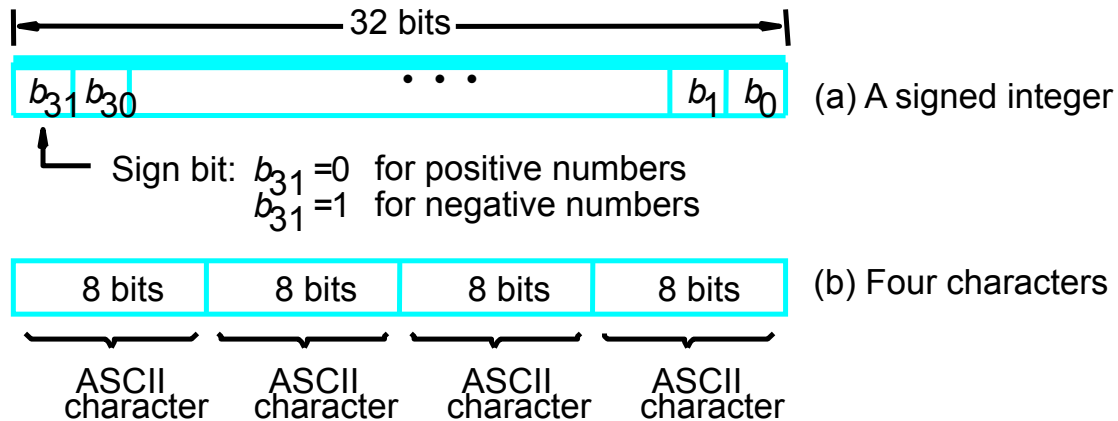 32 bits
b31 b30 . . . b1 b0 (a) A signed integer
Sign bit: b31 =0 for positive numbers
b31 =1 for negative numbers
8 bits 8 bits 8 bits 8 bits (b) Four characters
ASCII ASCII ASCII ASCII
character character character character